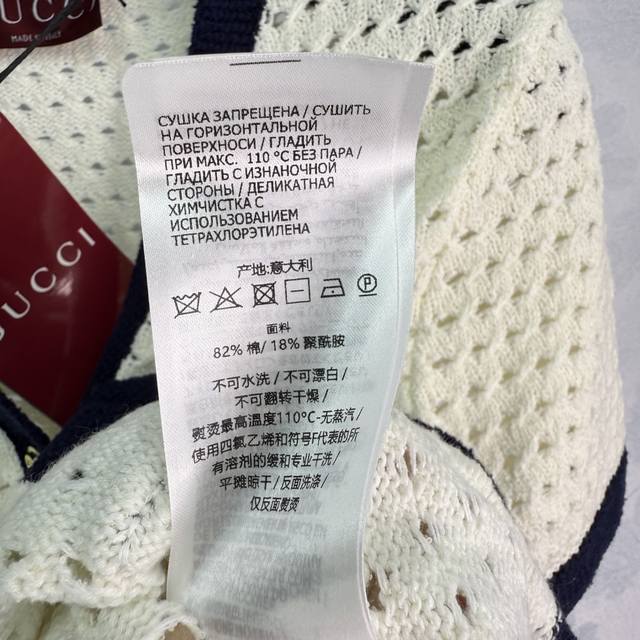 GUCCI
MADE IN ITALY
GUCCI
СУШКА ЗАПРЕЩЕНА / СУШИТЬ
НА ГОРИЗОНТАЛЬНОЙ
ПОВЕРХНОСИ / ГЛАДИТЬ
ПРИ МАКС. 110 °C БЕЗ ПАРА /
ГЛАДИТЬ С ИЗНАНОЧНОЙ
СТОРОНЫ / ДЕЛИКАТНАЯ
ХИМЧИСТКА С
ИСПОЛЬЗОВАНИЕМ
ТЕТРАХЛОРЭТИЛЕНА
产地:意大利
P
面料
82% 棉/ 18% 聚酰胺
不可水洗 / 不可漂白 /
不可翻转干燥 /
熨烫最高温度110°C-无蒸汽 /
使用四氯乙烯和符号F代表的所
有溶剂的缓和专业干洗 /
平摊晾干 / 反面洗涤 /
仅反面熨烫